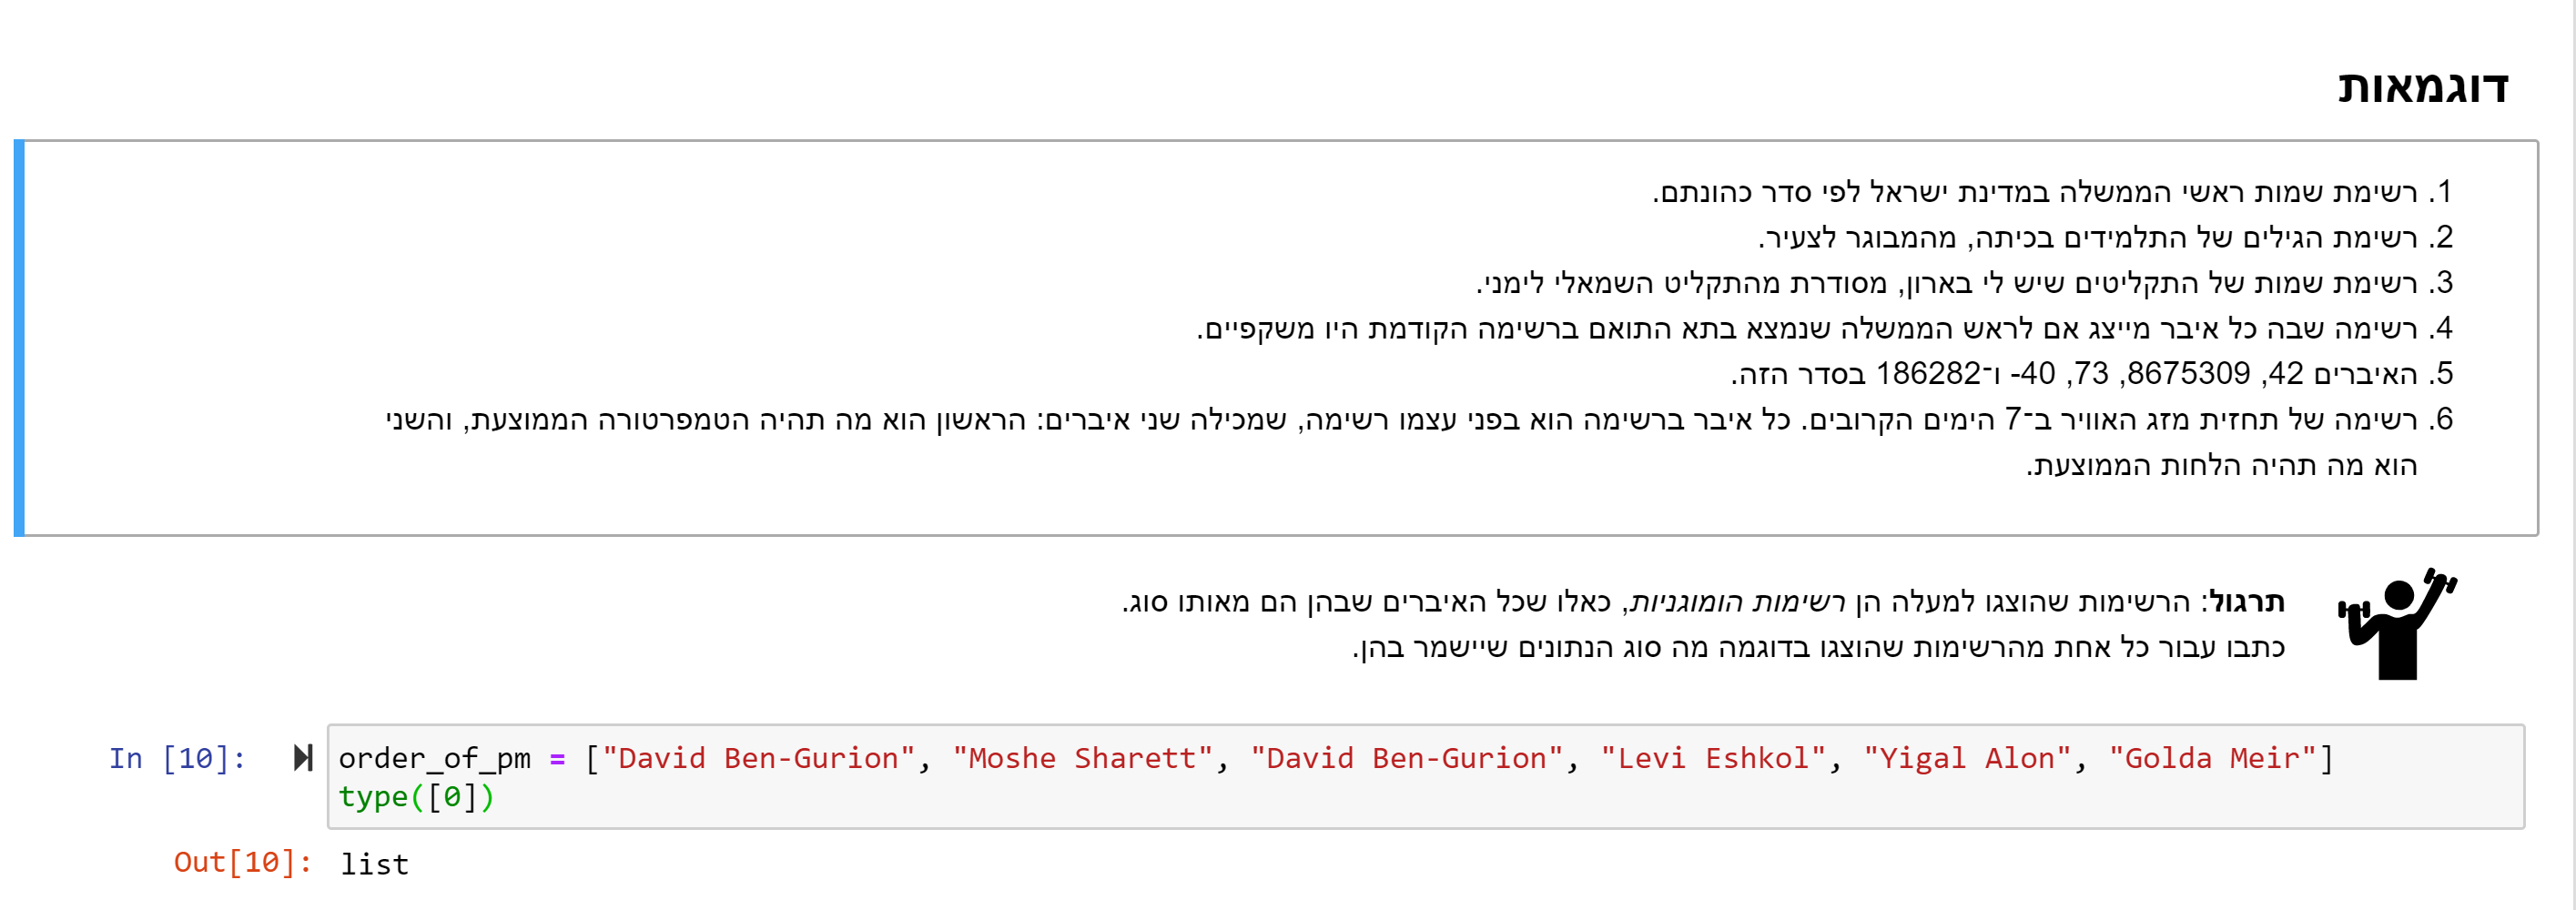 דוגמאות
1. רשימת שמות ראשי הממשלה במדינת ישראל לפי סדר כהונתם.
2. רשימת הגילים של התלמידים בכיתה, מהמבוגר לצעיר.
3. רשימת שמות של התקליטים שיש לי בארון, מסודרת מהתקליט השמאלי לימני.
4. רשימה שבה כל איבר מייצג אם לראש הממשלה שנמצא בתא התואם ברשימה הקודמת היו משקפיים.
5. האיברים 42, 8675309, 73, -40 ו־186282 בסדר הזה.
6. רשימה של תחזית מזג האוויר ב־7 הימים הקרובים. כל איבר ברשימה הוא בפני עצמו רשימה, שמכילה שני איברים: הראשון הוא מה תהיה הטמפרטורה הממוצעת, והשני
הוא מה תהיה הלחות הממוצעת.
תרגול: הרשימות שהוצגו למעלה הן רשימות הומוגניות, כאלו שכל האיברים שבהן הם מאותו סוג.
כתבו עבור כל אחת מהרשימות שהוצגו בדוגמה מה סוג הנתונים שיישמר בהן.
In [10]: order_of_pm = ["David Ben-Gurion", "Moshe Sharett", "David Ben-Gurion", "Levi Eshkol", "Yigal Alon", "Golda Meir"]
type([0])
Out[10]: list